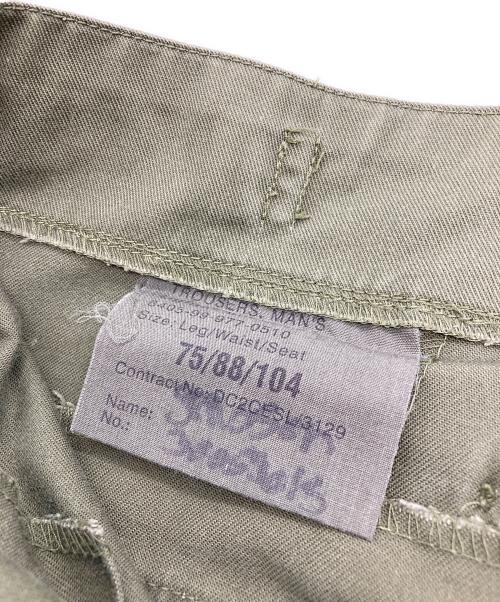 TROUSERS, MAN'S
8405-99-977-0510
Size: Leg/Waist/Seat
75/88/104
Contract No: DC2CESL/3129
Name:
No.: